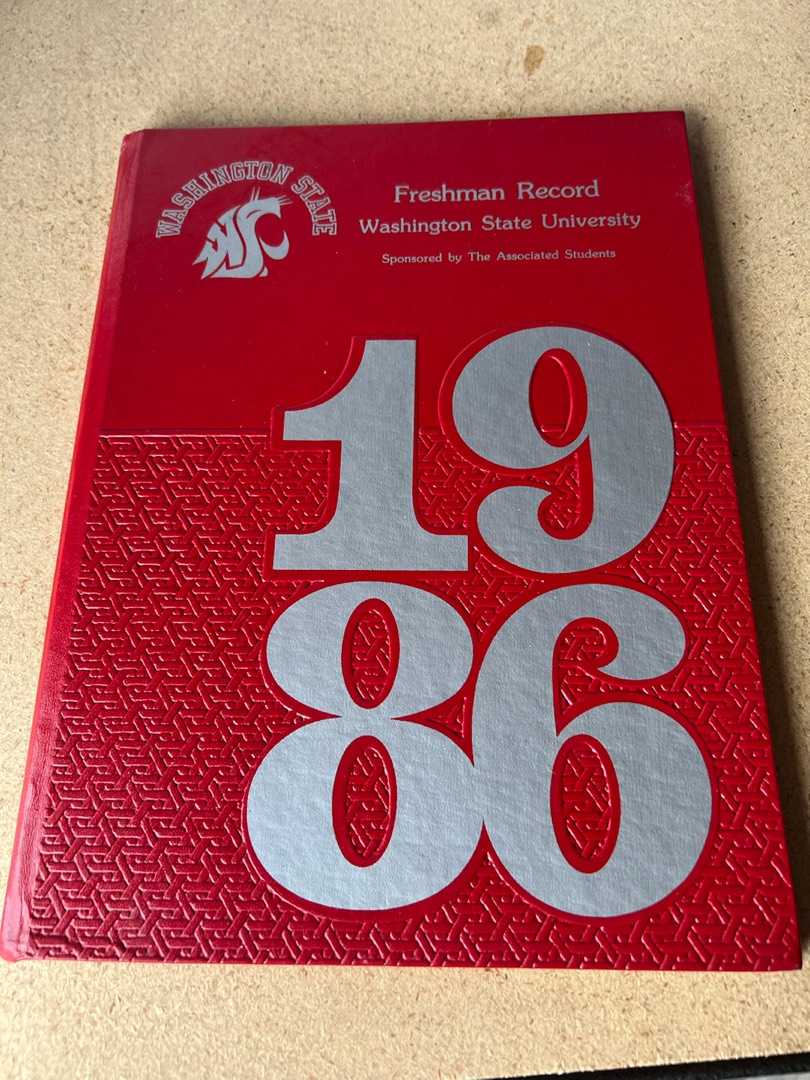 WASHINGTON STATE
WSC
Freshman Record
Washington State University
Sponsored by The Associated Students
19
86